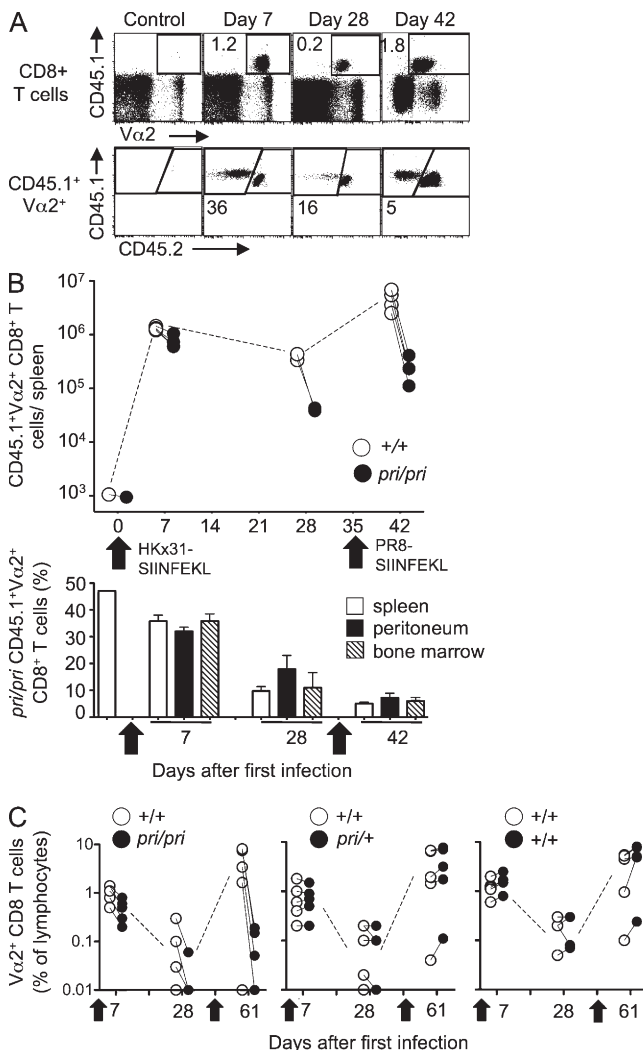 A
Control Day 7 Day 28 Day 42
CD8+
T cells
CD45.1
1.2
0.2
1.8
Vα2
CD45.1⁺
Vα2⁺
CD45.1
36
16
5
CD45.2
B
CD45.1⁺Vα2⁺ CD8⁺ T
cells/ spleen
10⁷
10⁶
10⁵
10⁴
10³
+/+
pri/pri
0 7 14 21 28 35 42
HKx31-
SIINFEKL
PR8-
SIINFEKL
pri/pri CD45.1⁺Vα2⁺
CD8⁺ T cells (%)
50
40
30
20
10
0
spleen
peritoneum
bone marrow
7 28 42
Days after first infection
C
Vα2⁺ CD8 T cells
(% of lymphocytes)
+/+
pri/pri
+/+
pri/+
+/+
+/+
10
1
0.1
0.01
7 28 61 7 28 61 7 28 61
Days after first infection